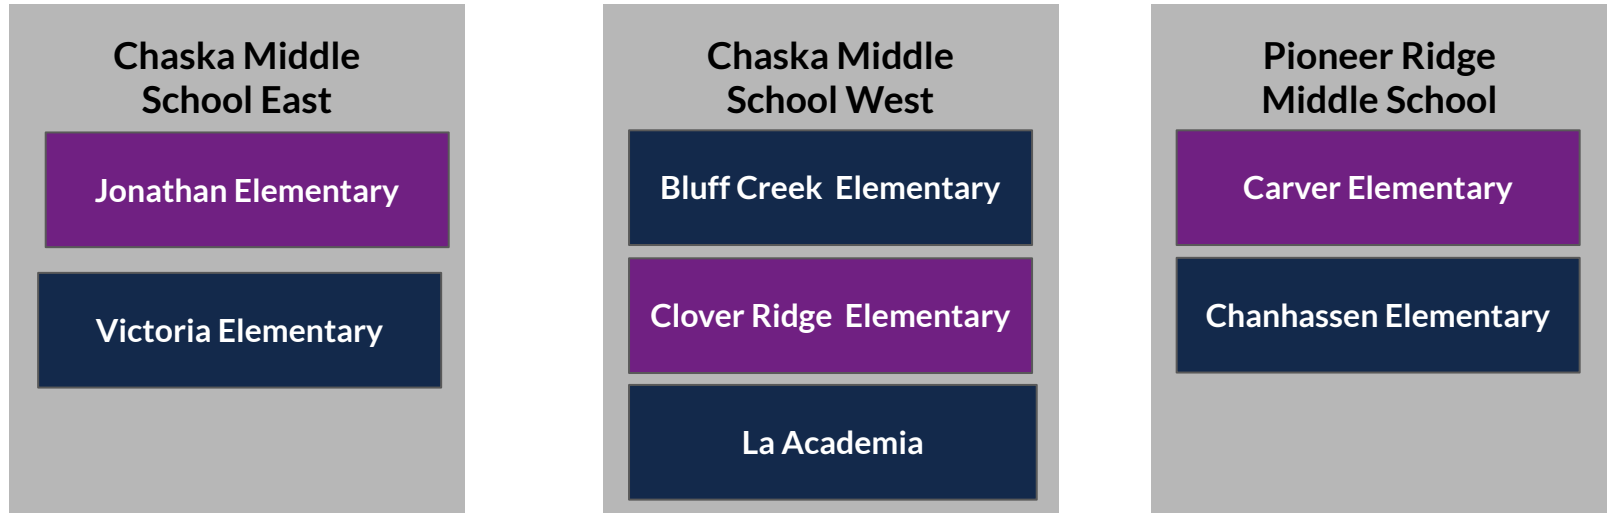 Chaska Middle
School East
Jonathan Elementary
Victoria Elementary
Chaska Middle
School West
Bluff Creek  Elementary
Clover Ridge  Elementary
La Academia
Pioneer Ridge
Middle School
Carver Elementary
Chanhassen Elementary